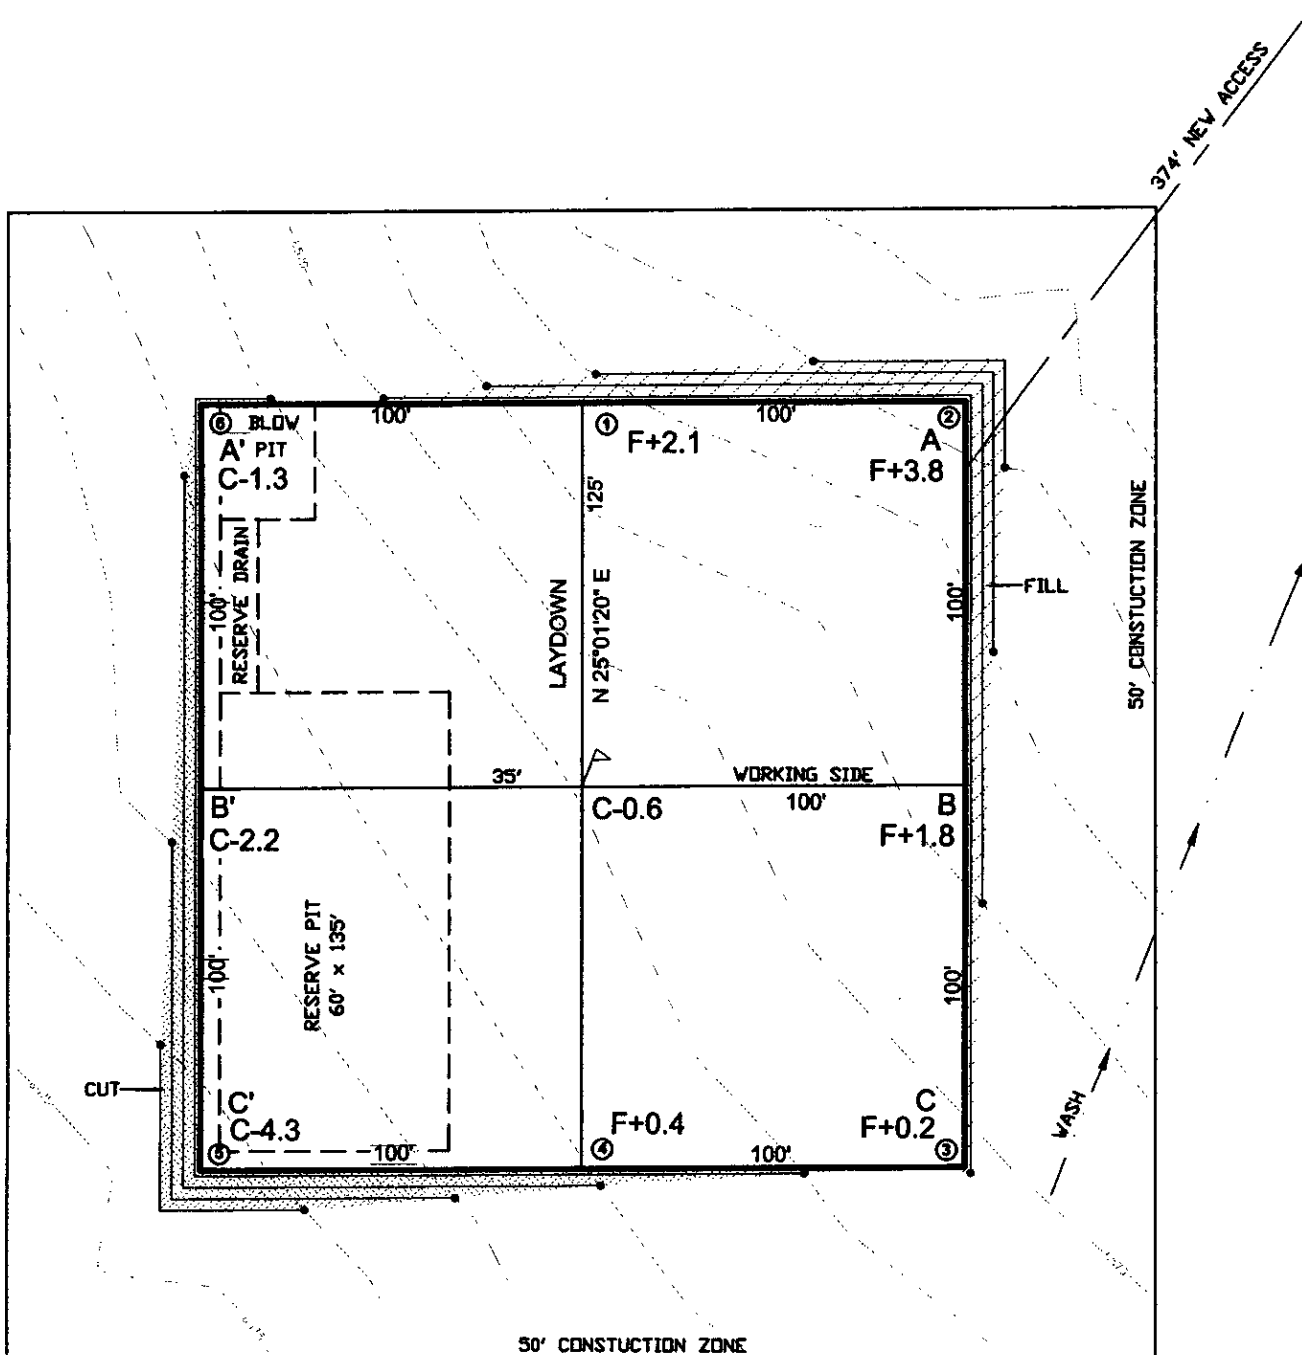 374' NEW ACCESS
100'
100'
⑥ BLOW
A' PIT
C-1.3
①
F+2.1
②
A
F+3.8
125'
RESERVE DRAIN
100'
LAYDOWN
N 25°01'20" E
100'
FILL
50' CONSTUCTION ZONE
35'
WORKING SIDE
100'
B'
C-2.2
C-0.6
B
F+1.8
RESERVE PIT
60' x 135'
100'
100'
CUT
WASH
C'
C-4.3
⑤
100'
F+0.4
④
100'
C
F+0.2
③
50' CONSTUCTION ZONE